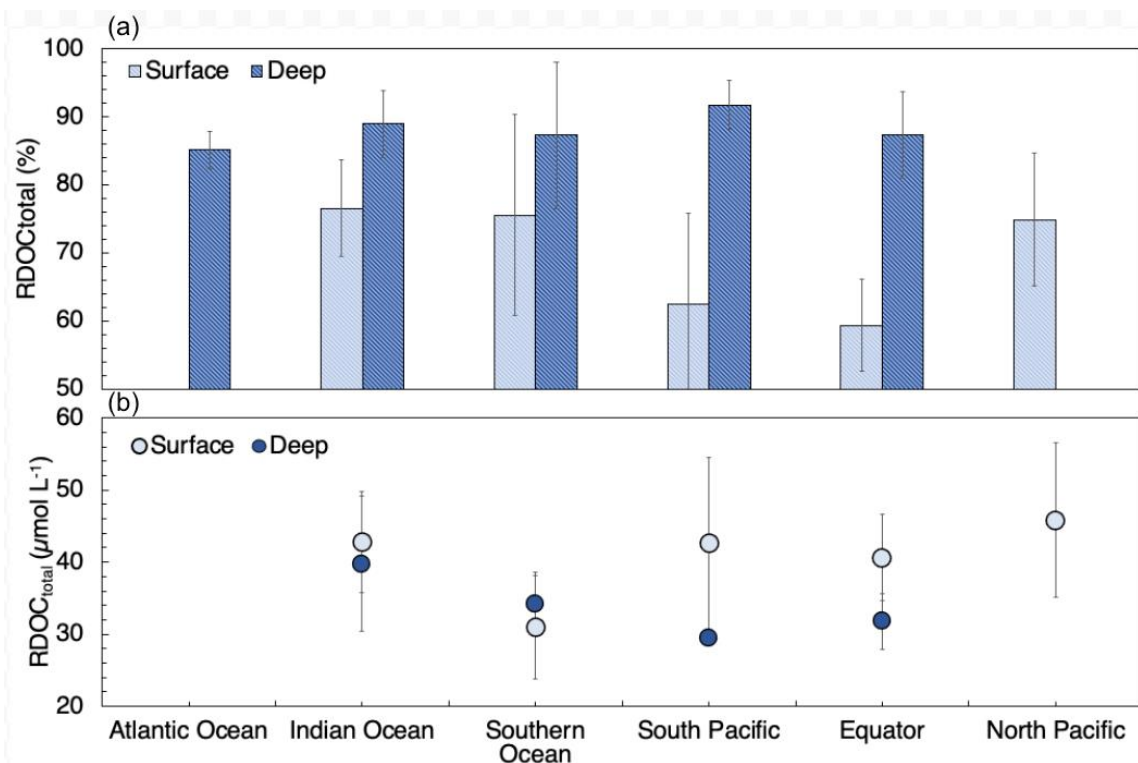 (a)
100
90
80
70
60
50
RDOCtotal (%)
Surface Deep
(b)
60
50
40
30
20
RDOCtotal (µmol L-1)
Surface Deep
Atlantic Ocean Indian Ocean Southern Ocean South Pacific Equator North Pacific